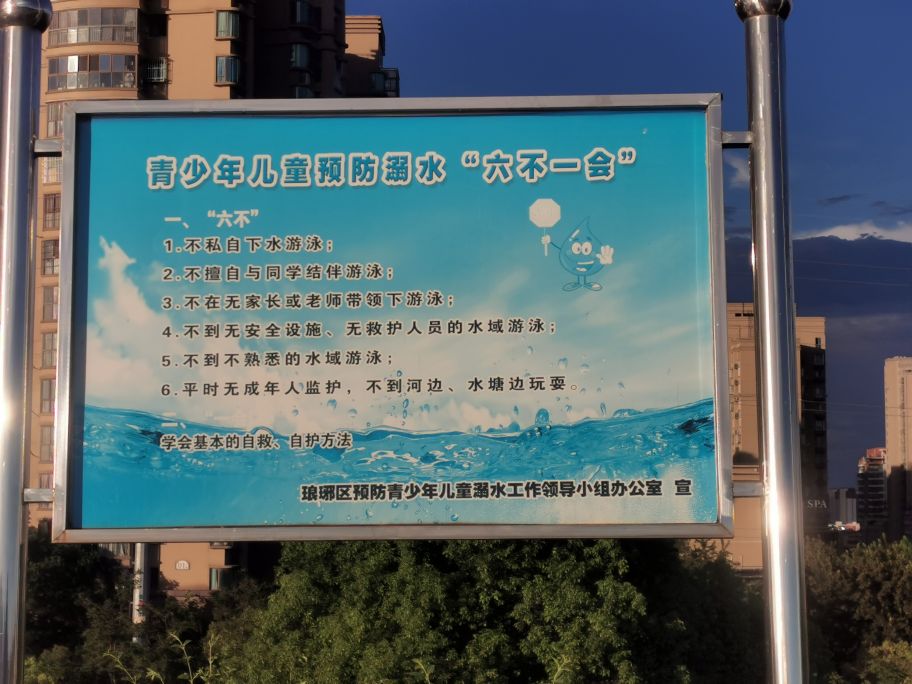 青少年儿童预防溺水“六不一会”
一、“六不”
1.不私自下水游泳；
2.不擅自与同学结伴游泳；
3.不在无家长或老师带领下游泳；
4.不到无安全设施、无救护人员的水域游泳；
5.不到不熟悉的水域游泳；
6.平时无成年人监护，不到河边、水塘边玩耍。
学会基本的自救、自护方法
琅琊区预防青少年儿童溺水工作领导小组办公室 宣
SPA